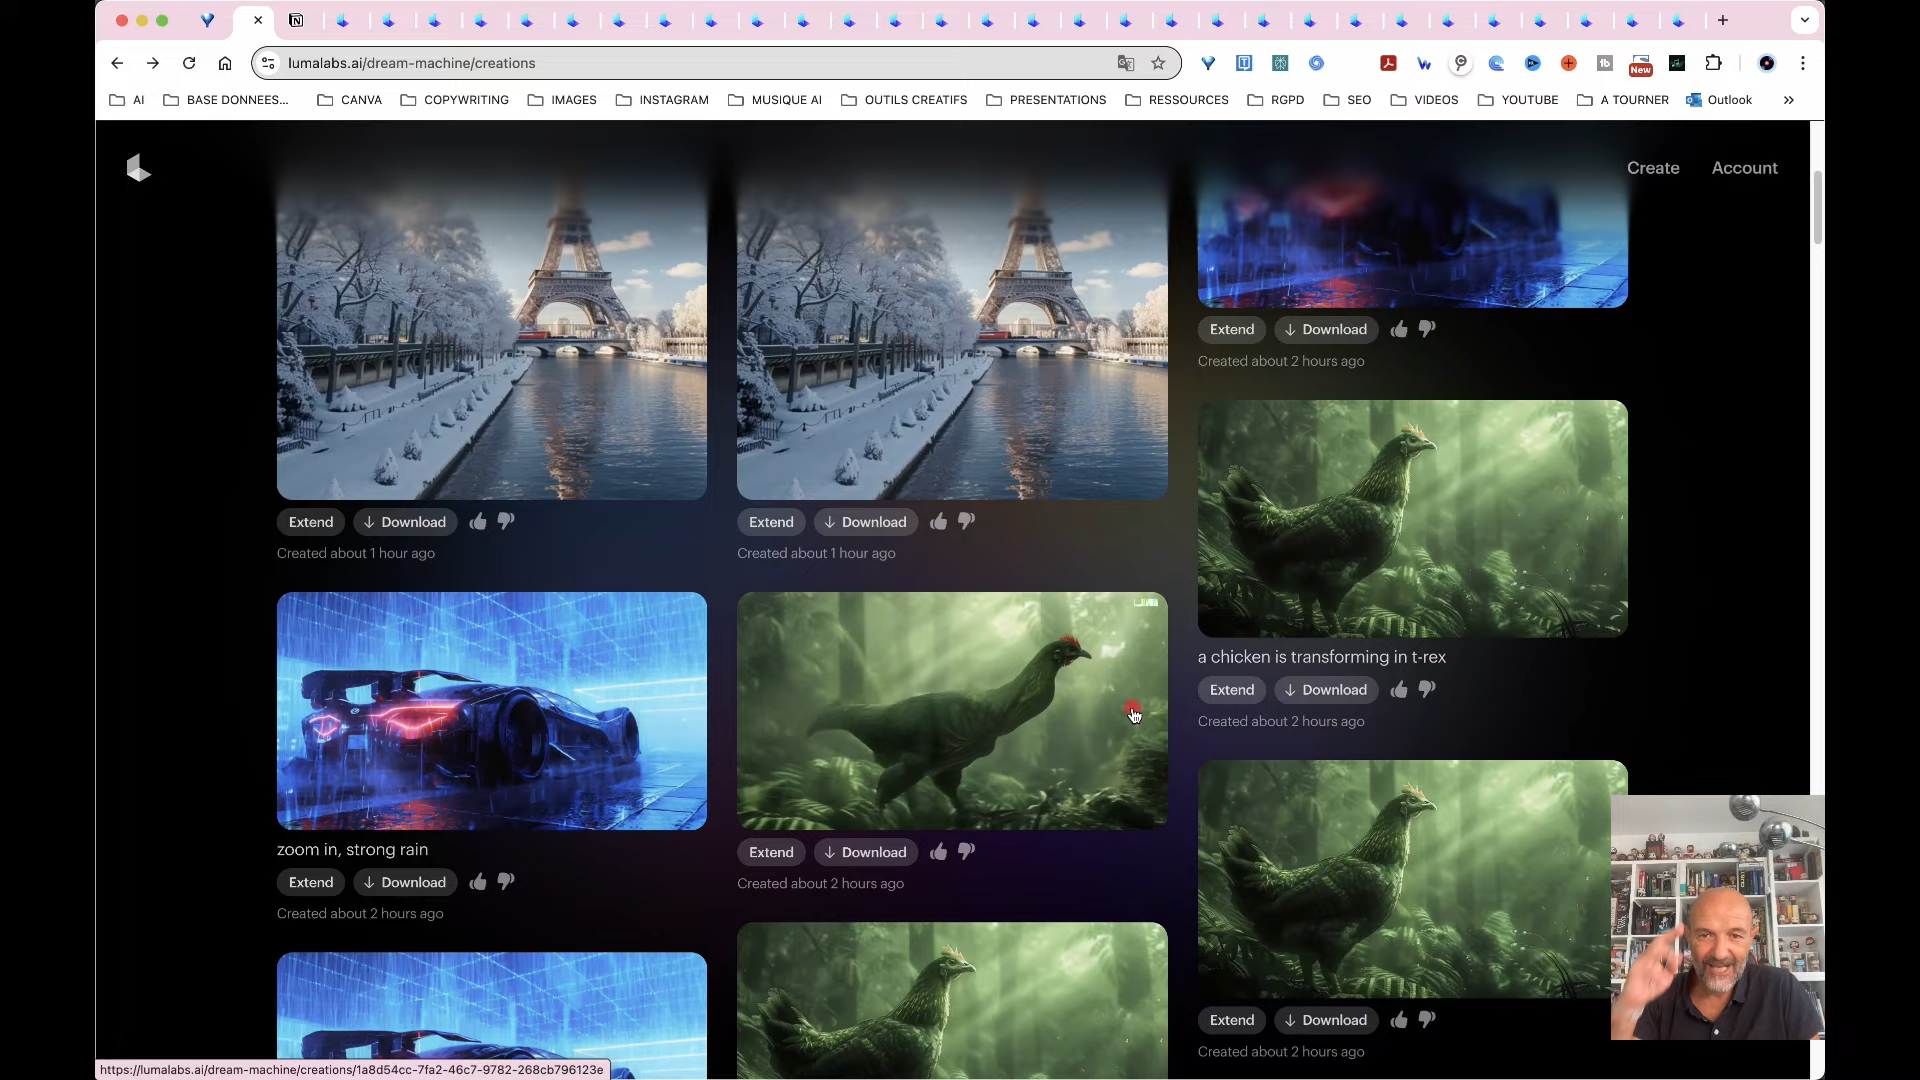 lumalabs.ai/dream-machine/creations
New
AI
BASE DONNEES...
CANVA
COPYWRITING
IMAGES
INSTAGRAM
MUSIQUE AI
OUTILS CREATIFS
PRESENTATIONS
RESSOURCES
RGPD
SEO
VIDEOS
YOUTUBE
A TOURNER
Outlook
Create
Account
Extend
Download
Created about 1 hour ago
Extend
Download
Created about 1 hour ago
Extend
Download
Created about 2 hours ago
a chicken is transforming in t-rex
Extend
Download
Created about 2 hours ago
zoom in, strong rain
Extend
Download
Created about 2 hours ago
Extend
Download
Created about 2 hours ago
Extend
Download
Created about 2 hours ago
https://lumalabs.ai/dream-machine/creations/1a8d54cc-7fa2-46c7-9782-268cb796123e